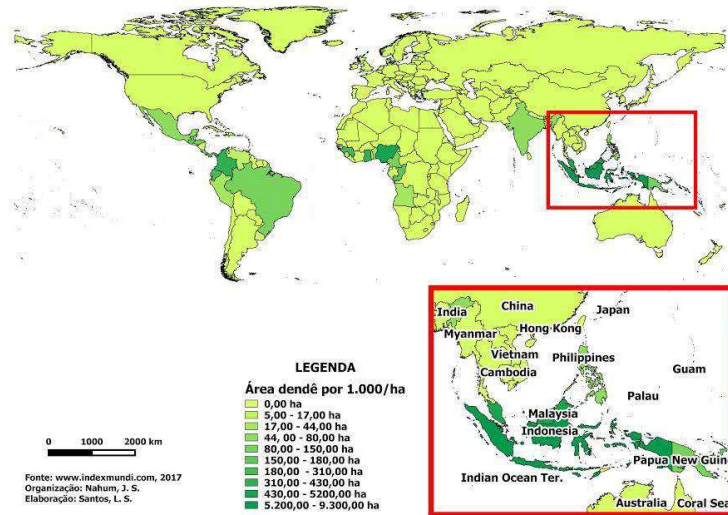 China
Japan
India
Myanmar
Hong Kong
Vietnam
Philippines
Cambodia
Guam
Palau
Malaysia
Indonesia
Papua New Guin
Indian Ocean Ter.
Australia
Coral Sea
LEGENDA
Área dendê por 1.000/ha
0,00 ha
5,00 - 17,00 ha
17,00 - 44,00 ha
44, 00 - 80,00 ha
80,00 - 150,00 ha
150,00 - 180,00 ha
180,00 - 310,00 ha
310,00 - 430,00 ha
430,00 - 5200,00 ha
5.200,00 - 9.300,00 ha
0 1000 2000 km
Fonte: www.indexmundi.com, 2017
Organização: Nahum, J. S.
Elaboração: Santos, L. S.